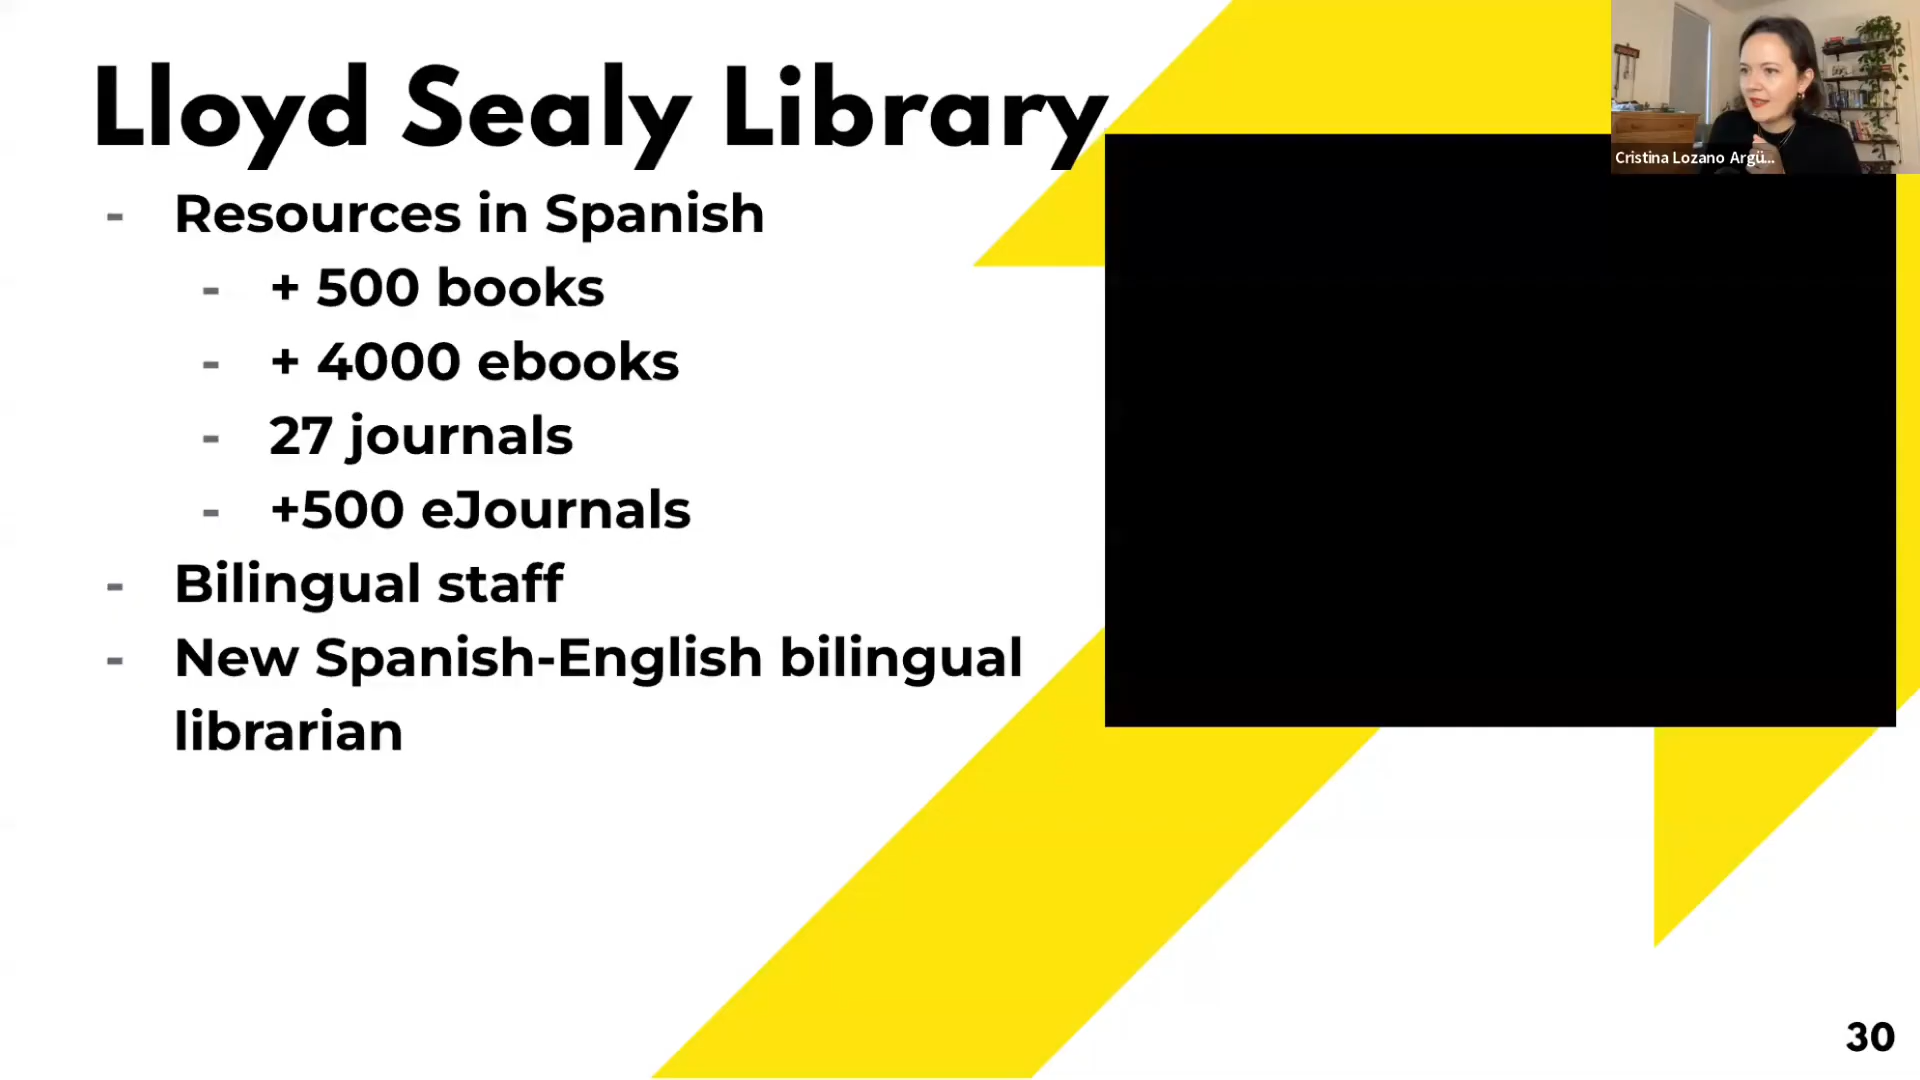 Lloyd Sealy Library
- Resources in Spanish
- + 500 books
- + 4000 ebooks
- 27 journals
- +500 eJournals
- Bilingual staff
- New Spanish-English bilingual
librarian
Cristina Lozano Argü...
30